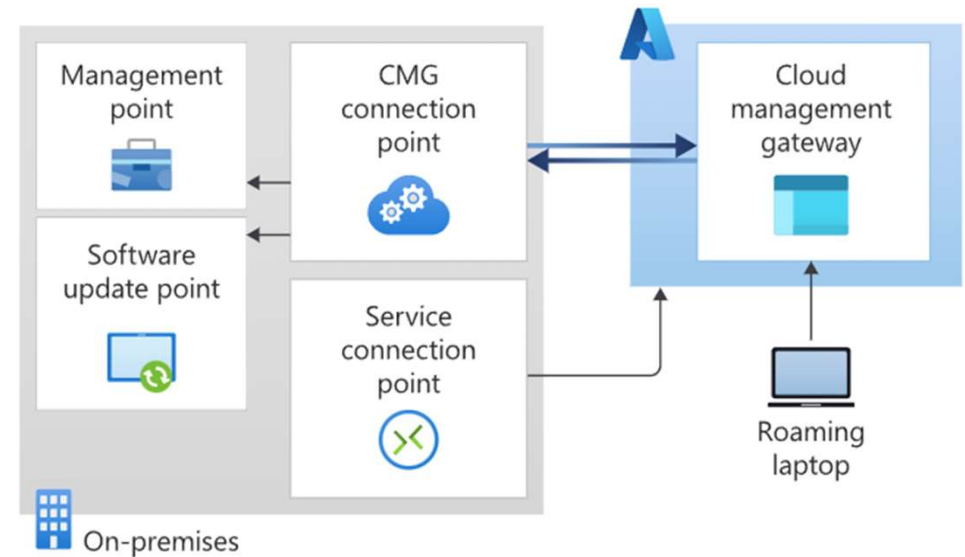 Management
point
CMG
connection
point
Cloud
management
gateway
Software
update point
Service
connection
point
Roaming
laptop
On-premises